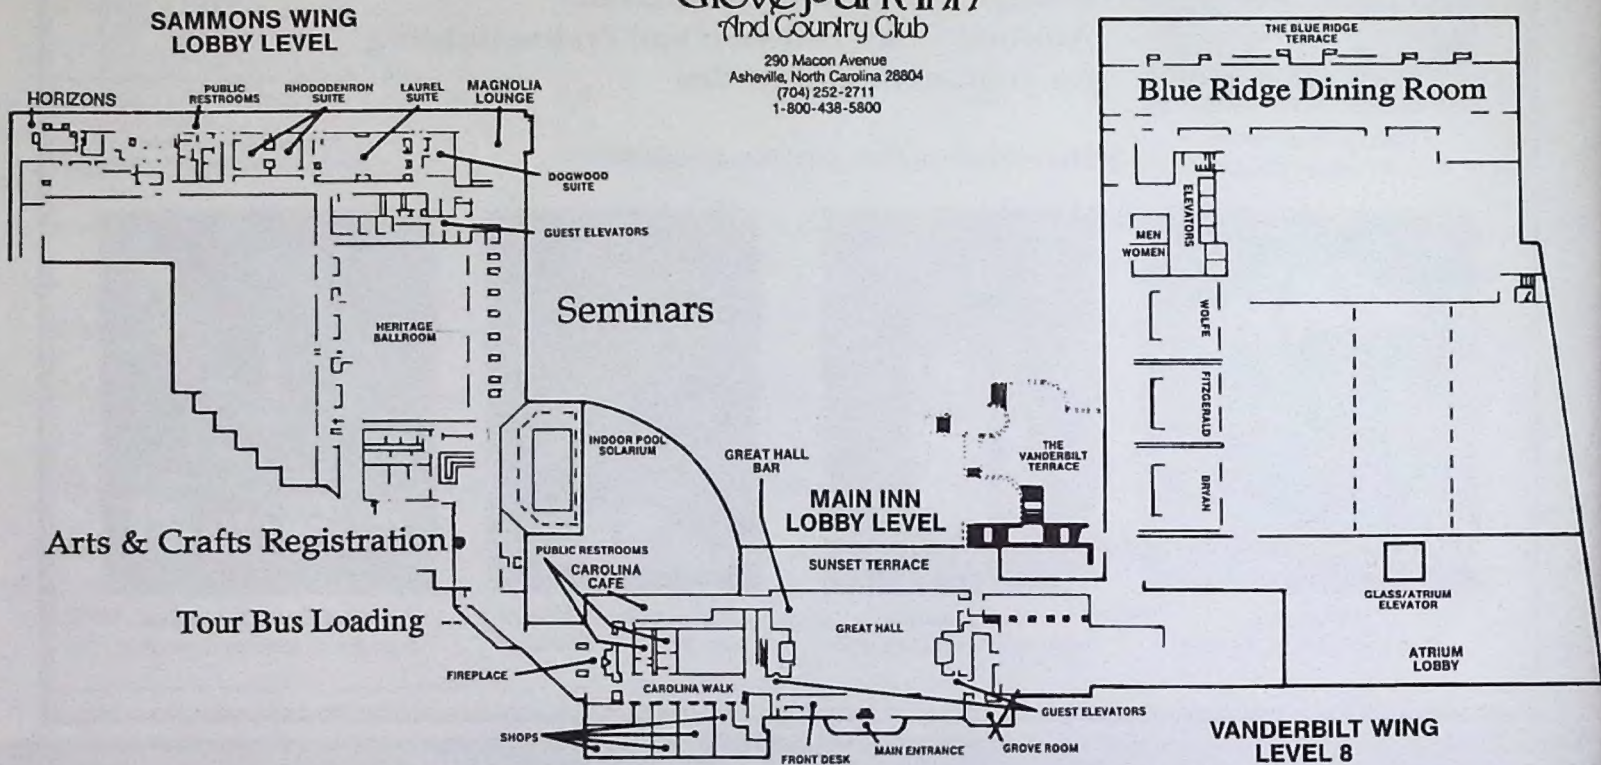 SAMMONS WING
LOBBY LEVEL
Grove Park Inn
And Country Club
290 Macon Avenue
Asheville, North Carolina 28804
(704) 252-2711
1-800-438-5800
THE BLUE RIDGE
TERRACE
Blue Ridge Dining Room
HORIZONS
PUBLIC
RESTROOMS
RHODODENRON
SUITE
LAUREL
SUITE
MAGNOLIA
LOUNGE
DOGWOOD
SUITE
GUEST ELEVATORS
ELEVATORS
MEN
WOMEN
Seminars
HERITAGE
BALLROOM
WOLFE
FITZGERALD
BRYAN
INDOOR POOL
SOLARIUM
GREAT HALL
BAR
THE
VANDERBILT
TERRACE
MAIN INN
LOBBY LEVEL
Arts & Crafts Registration
PUBLIC RESTROOMS
CAROLINA
CAFE
SUNSET TERRACE
GLASS/ATRIUM
ELEVATOR
Tour Bus Loading
GREAT HALL
ATRIUM
LOBBY
FIREPLACE
CAROLINA WALK
GUEST ELEVATORS
SHOPS
FRONT DESK
MAIN ENTRANCE
GROVE ROOM
VANDERBILT WING
LEVEL 8